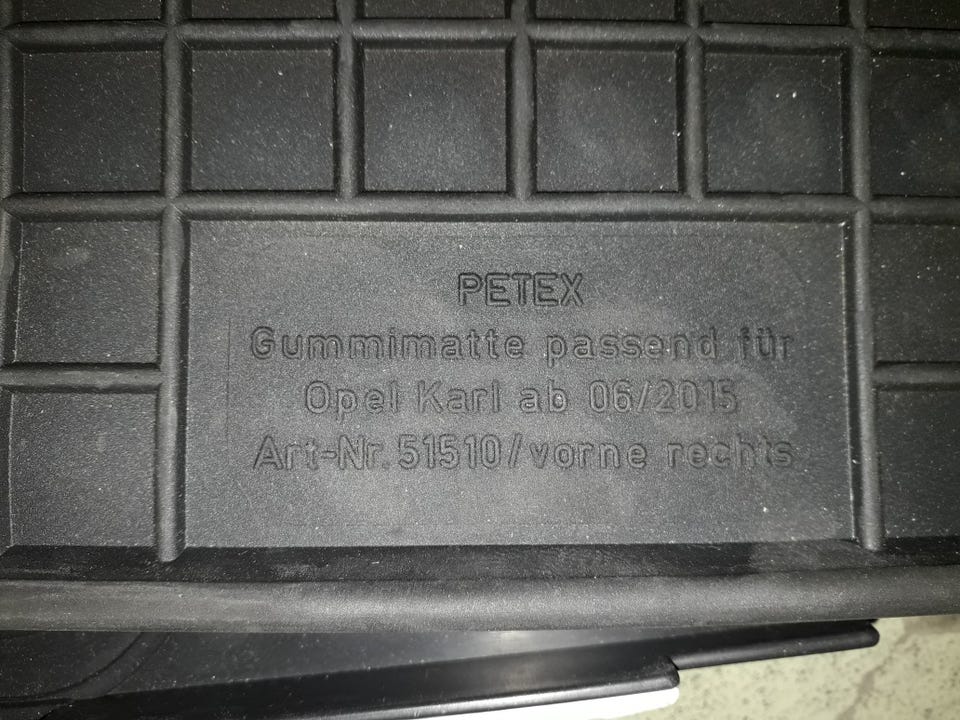 PETEX
Gummimatte passend für
Opel Karl ab 06/2015
Art-Nr. 51510/vorne rechts